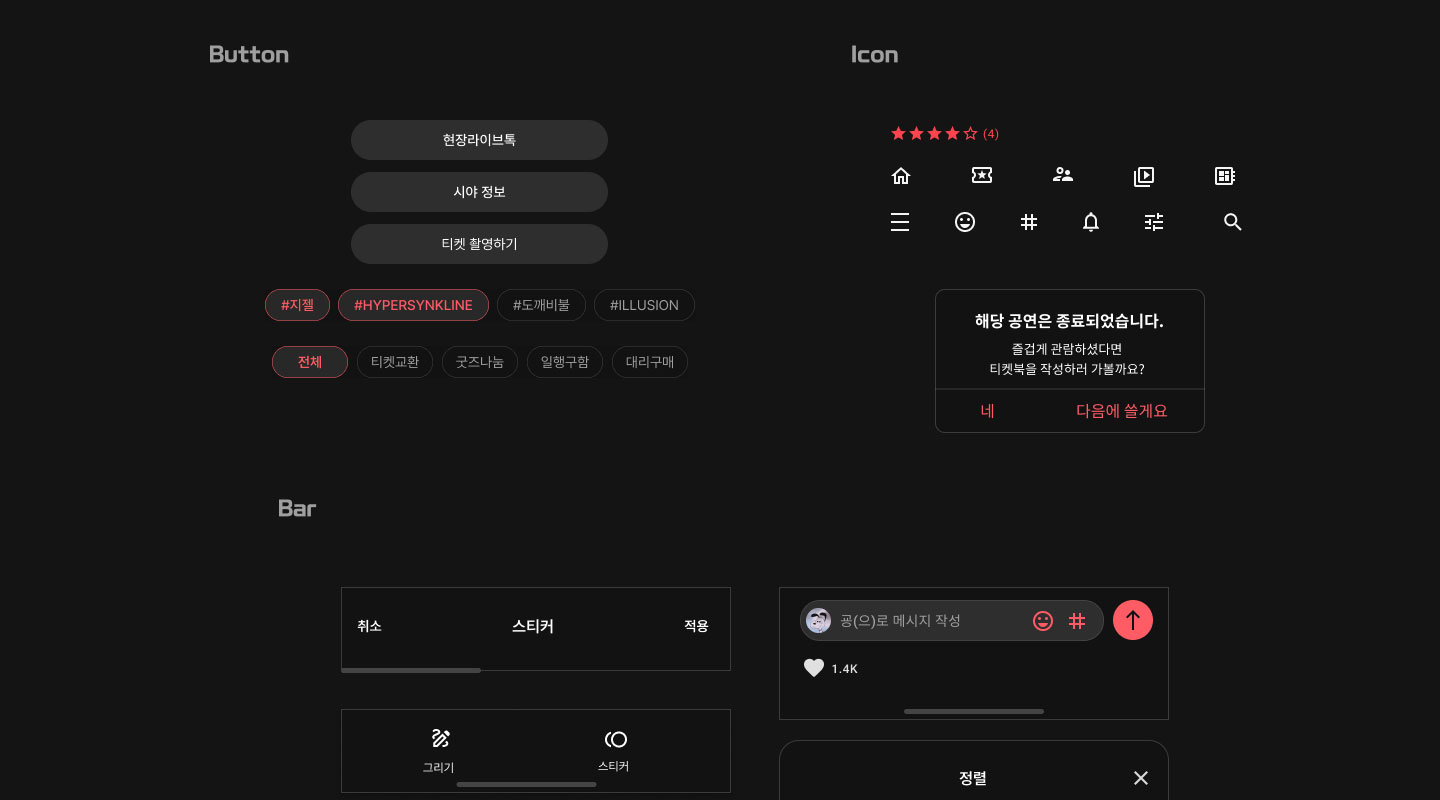 Button
현장라이브톡
시야 정보
티켓 촬영하기
#지젤 #HYPERSYNKLINE #도깨비불 #ILLUSION
전체 티켓교환 굿즈나눔 일행구함 대리구매
Icon
(4)
해당 공연은 종료되었습니다.
즐겁게 관람하셨다면
티켓북을 작성하러 가볼까요?
네 다음에 쓸게요
Bar
취소 스티커 적용
그리기 스티커
굥(으)로 메시지 작성
1.4K
정렬